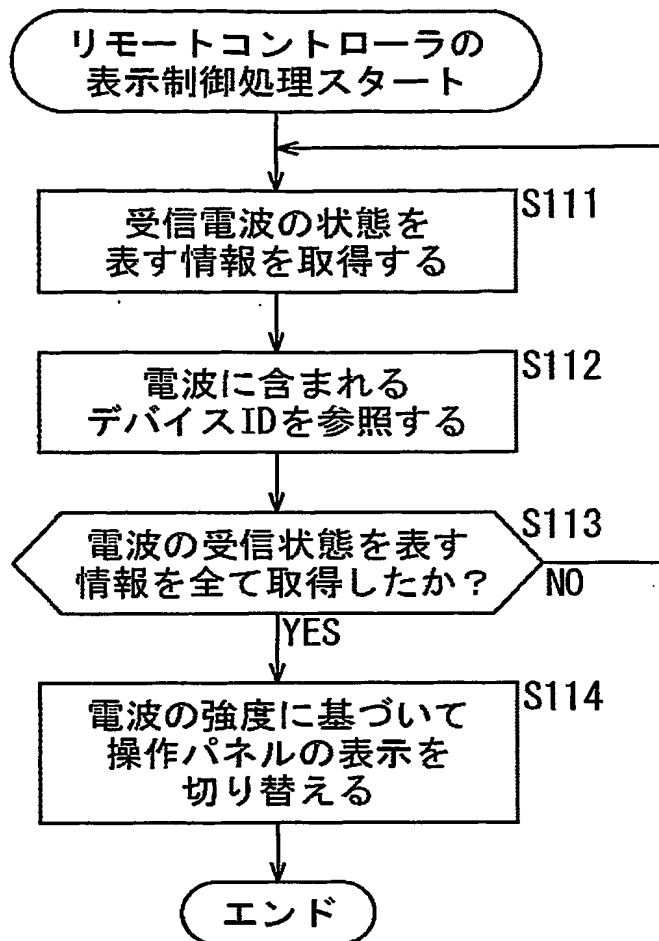 リモートコントローラの
表示制御処理スタート
S111
受信電波の状態を
表す情報を取得する
S112
電波に含まれる
デバイスIDを参照する
S113
電波の受信状態を表す
情報を全て取得したか？
NO
YES
S114
電波の強度に基づいて
操作パネルの表示を
切り替える
エンド